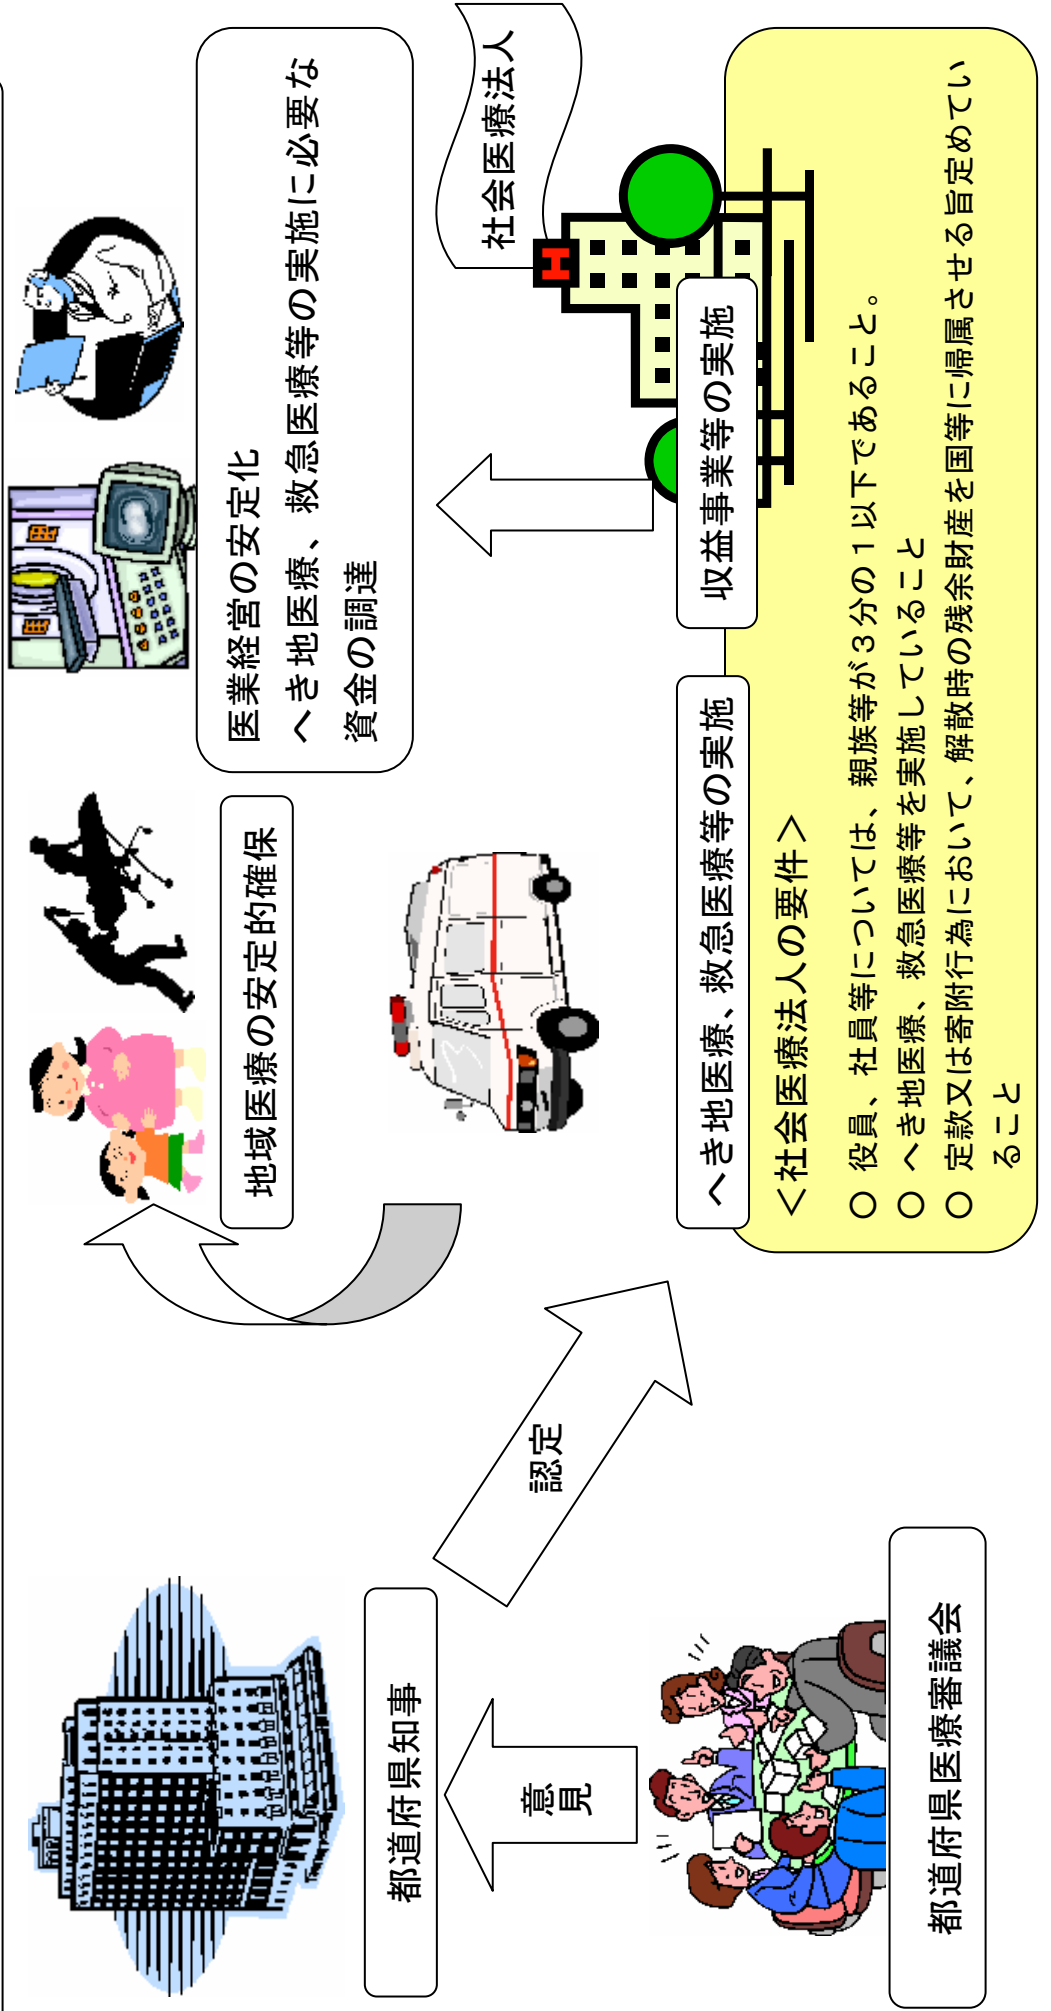 都道府県知事
意見
都道府県医療審議会
認定
地域医療の安定的確保
医業経営の安定化
へき地医療、救急医療等の実施に必要な
資金の調達
社会医療法人
H
へき地医療、救急医療等の実施
収益事業等の実施
＜社会医療法人の要件＞
○ 役員、社員等については、親族等が３分の１以下であること。
○ へき地医療、救急医療等を実施していること
○ 定款又は寄附行為において、解散時の残余財産を国等に帰属させる旨定めてい
ること